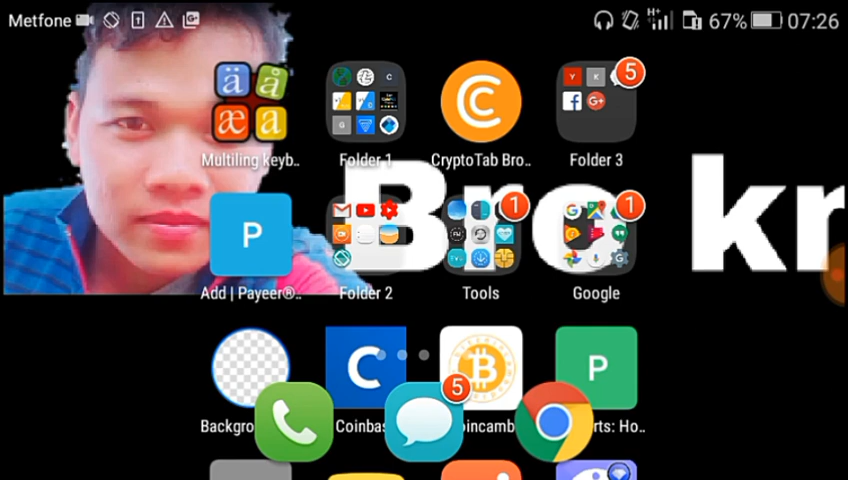 Metfone 67% 07:26
5
Multiling keyb.. Folder 1 CryptoTab Bro.. Folder 3
Bro kr
P 1 1
Add | Payeer®.. Folder 2 Tools Google
C P
5
Backgro Coinba oincamb rts: Ho..